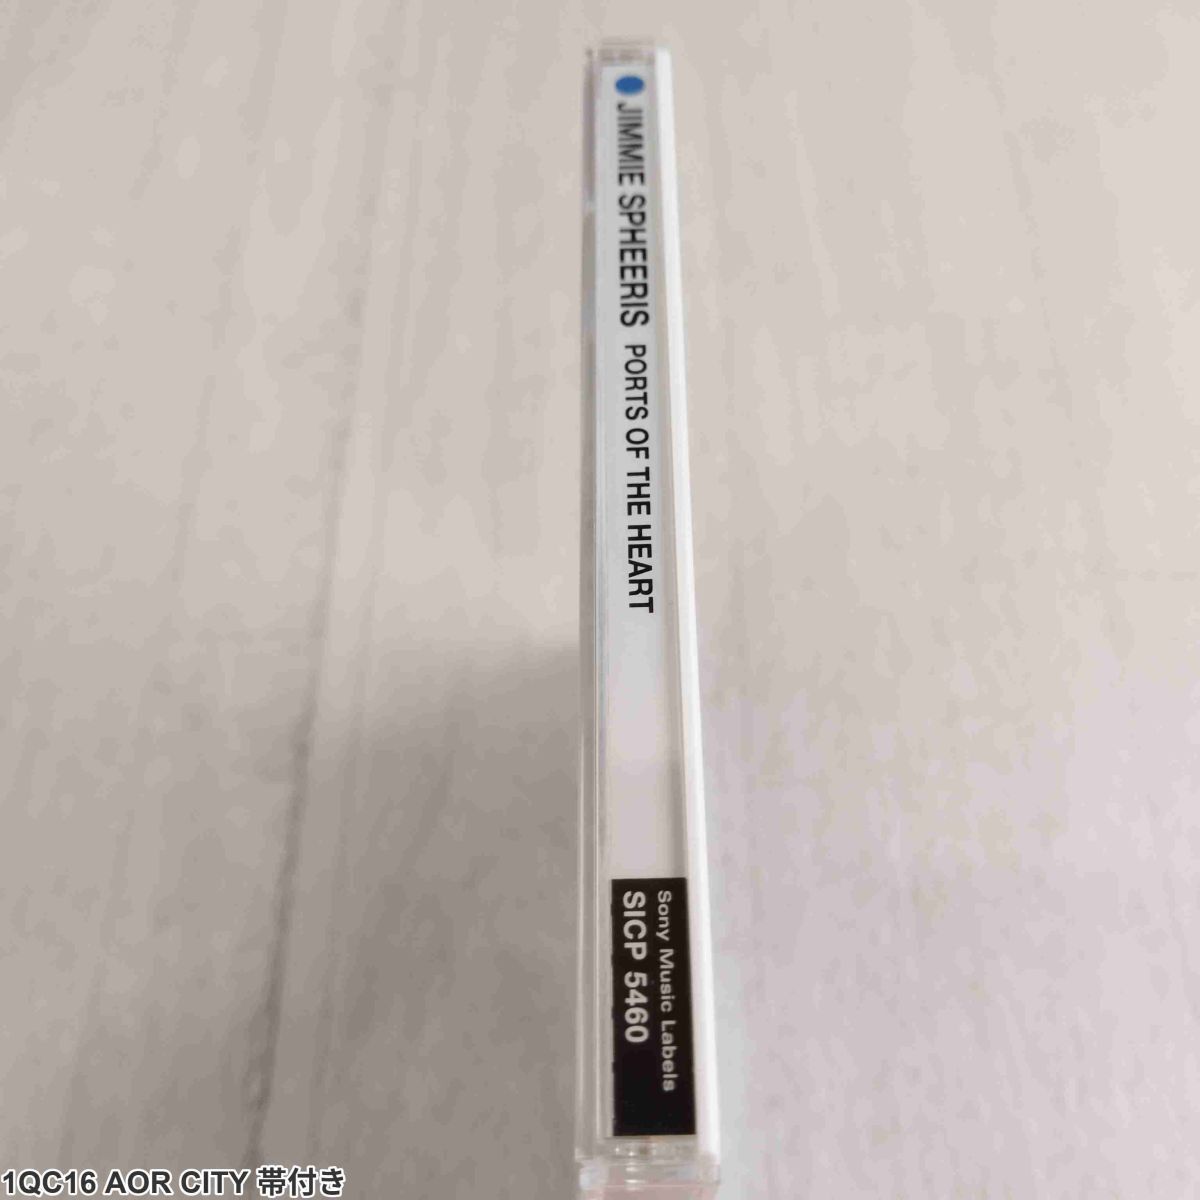 JIMMIE SPHEERIS PORTS OF THE HEART
Sony Music Labels
SICP 5460
1QC16 AOR CITY 帯付き